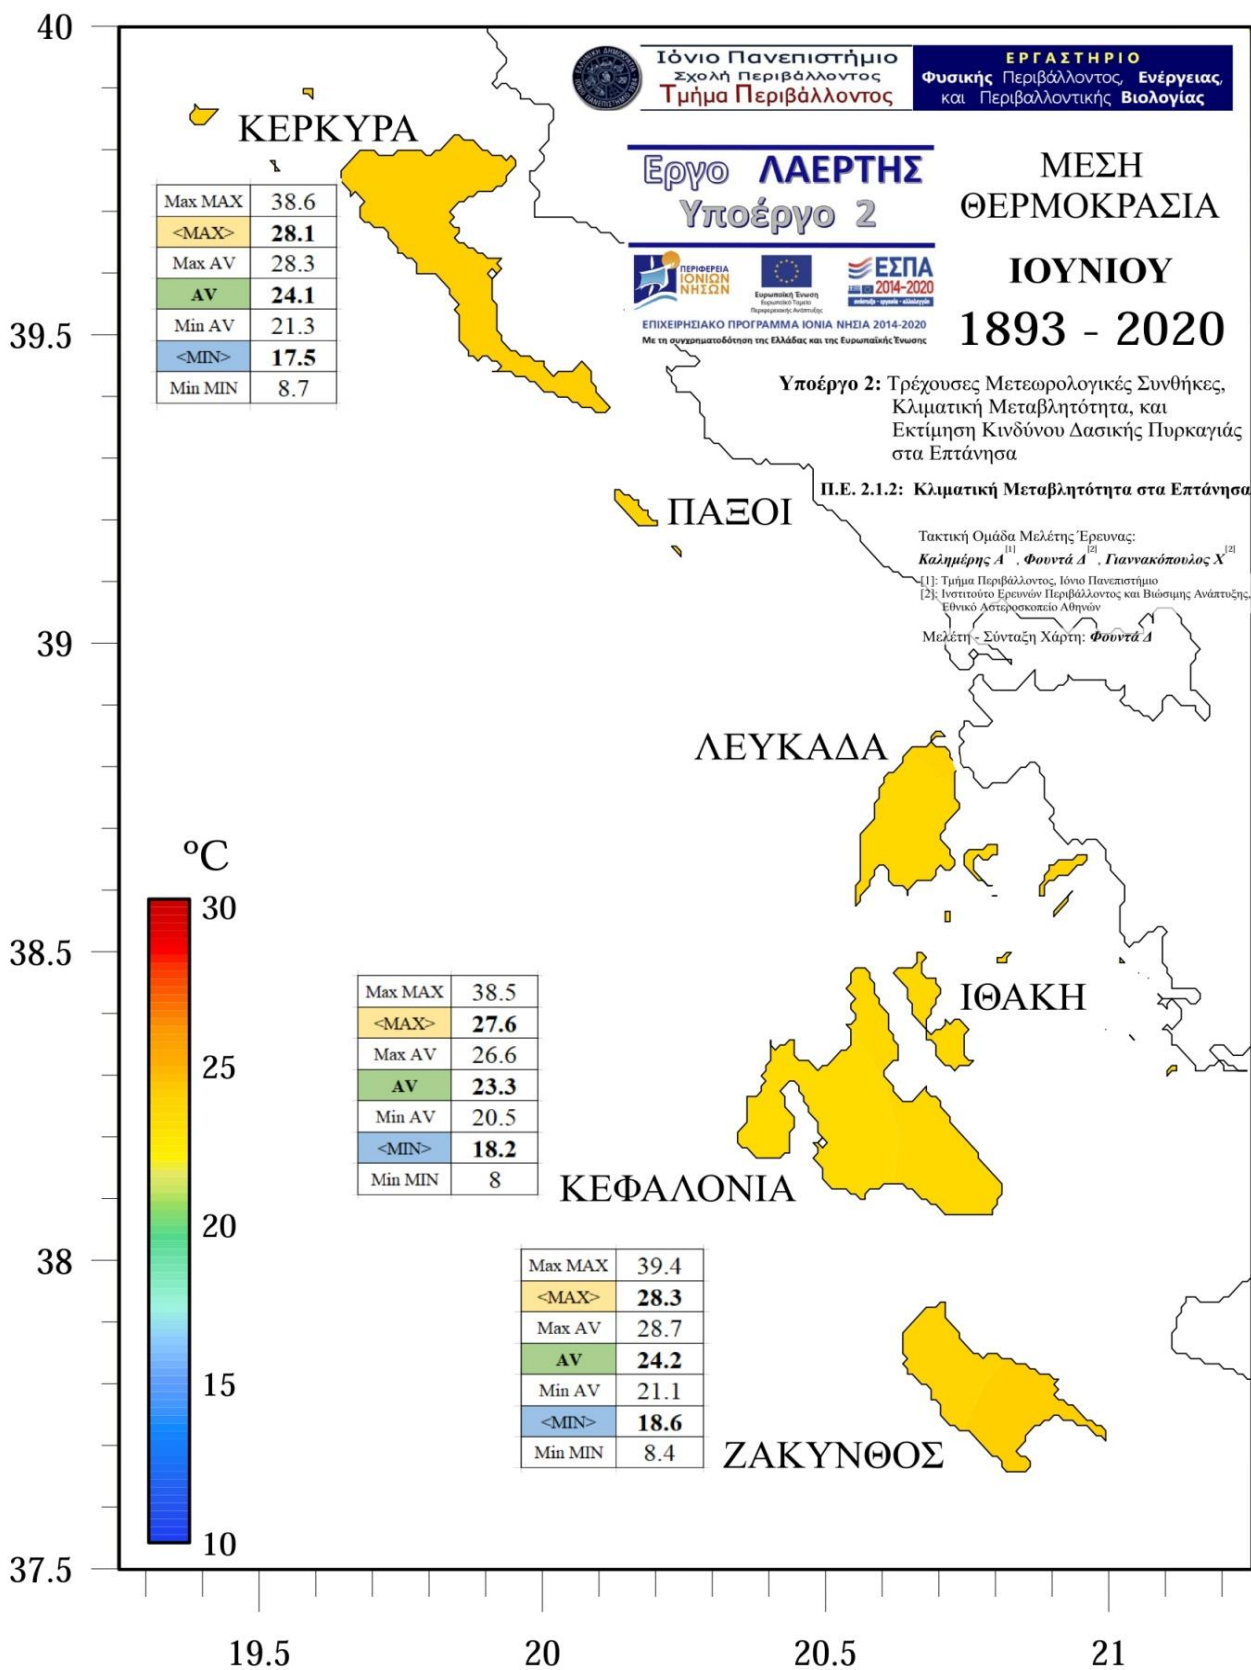 Ιόνιο Πανεπιστήμιο
Σχολή Περιβάλλοντος
Τμήμα Περιβάλλοντος
ΕΡΓΑΣΤΗΡΙΟ
Φυσικής Περιβάλλοντος, Ενέργειας,
και Περιβαλλοντικής Βιολογίας
Εργο ΛΑΕΡΤΗΣ
Υποέργο 2
ΠΕΡΙΦΕΡΕΙΑ
ΙΟΝΙΩΝ
ΝΗΣΩΝ
Ευρωπαϊκή Ένωση
Ευρωπαϊκό Ταμείο
Περιφερειακής Ανάπτυξης
ΕΣΠΑ
2014-2020
ανάπτυξη - εργασία - αλληλεγγύη
ΕΠΙΧΕΙΡΗΣΙΑΚΟ ΠΡΟΓΡΑΜΜΑ ΙΟΝΙΑ ΝΗΣΙΑ 2014-2020
Με τη συγχρηματοδότηση της Ελλάδας και της Ευρωπαϊκής Ένωσης
ΜΕΣΗ
ΘΕΡΜΟΚΡΑΣΙΑ
ΙΟΥΝΙΟΥ
1893 - 2020
Υποέργο 2: Τρέχουσες Μετεωρολογικές Συνθήκες,
Κλιματική Μεταβλητότητα, και
Εκτίμηση Κινδύνου Δασικής Πυρκαγιάς
στα Επτάνησα
Π.Ε. 2.1.2: Κλιματική Μεταβλητότητα στα Επτάνησα
Τακτική Ομάδα Μελέτης Έρευνας:
Καλημέρης Α[1], Φουντά Δ[2], Γιαννακόπουλος Χ[2]
[1]: Τμήμα Περιβάλλοντος, Ιόνιο Πανεπιστήμιο
[2]: Ινστιτούτο Ερευνών Περιβάλλοντος και Βιώσιμης Ανάπτυξης,
Εθνικό Αστεροσκοπείο Αθηνών
Μελέτη - Σύνταξη Χάρτη: Φουντά Δ
ΚΕΡΚΥΡΑ
Max MAX 38.6
<MAX> 28.1
Max AV 28.3
AV 24.1
Min AV 21.3
<MIN> 17.5
Min MIN 8.7
ΠΑΞΟΙ
ΛΕΥΚΑΔΑ
ΙΘΑΚΗ
Max MAX 38.5
<MAX> 27.6
Max AV 26.6
AV 23.3
Min AV 20.5
<MIN> 18.2
Min MIN 8
ΚΕΦΑΛΟΝΙΑ
Max MAX 39.4
<MAX> 28.3
Max AV 28.7
AV 24.2
Min AV 21.1
<MIN> 18.6
Min MIN 8.4
ΖΑΚΥΝΘΟΣ
ºC
30
25
20
15
10
40
39.5
39
38.5
38
37.5
19.5 20 20.5 21